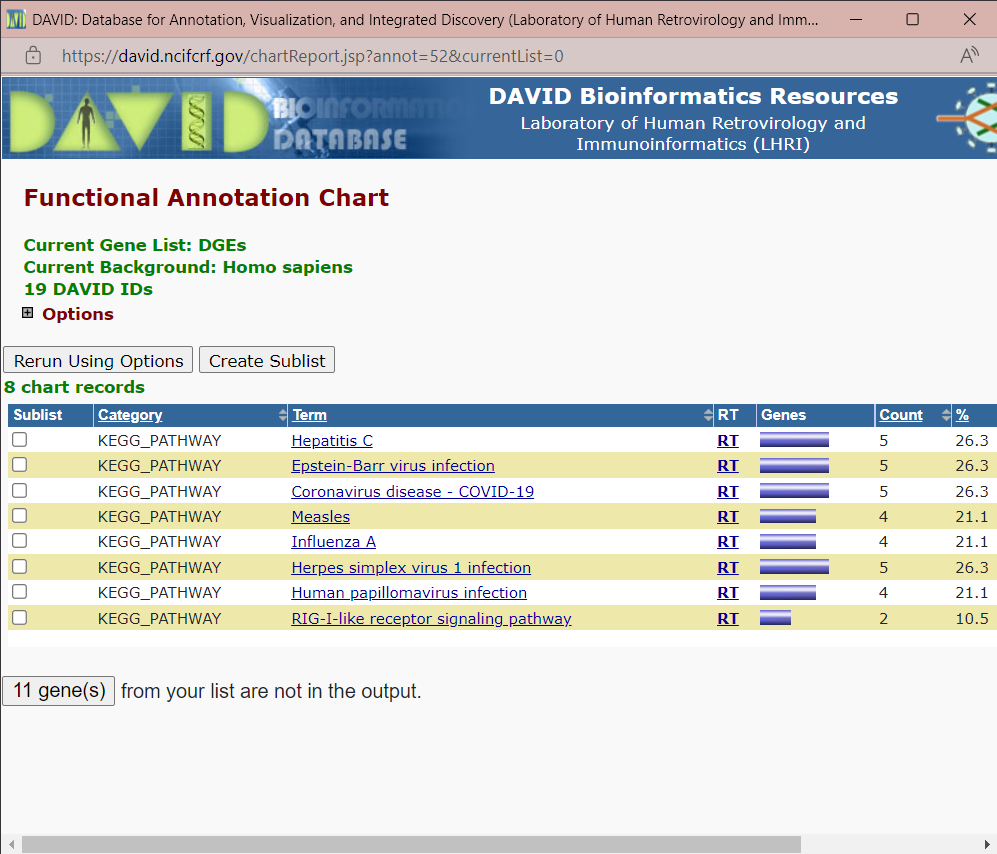 DAVID: Database for Annotation, Visualization, and Integrated Discovery (Laboratory of Human Retrovirology and Imm...
https://david.ncifcrf.gov/chartReport.jsp?annot=52&currentList=0
DAVID BIOINFORMATICS DATABASE
DAVID Bioinformatics Resources
Laboratory of Human Retrovirology and
Immunoinformatics (LHRI)
Functional Annotation Chart
Current Gene List: DGEs
Current Background: Homo sapiens
19 DAVID IDs
Options
Rerun Using Options Create Sublist
8 chart records
Sublist Category Term RT Genes Count %
KEGG_PATHWAY Hepatitis C RT 5 26.3
KEGG_PATHWAY Epstein-Barr virus infection RT 5 26.3
KEGG_PATHWAY Coronavirus disease - COVID-19 RT 5 26.3
KEGG_PATHWAY Measles RT 4 21.1
KEGG_PATHWAY Influenza A RT 4 21.1
KEGG_PATHWAY Herpes simplex virus 1 infection RT 5 26.3
KEGG_PATHWAY Human papillomavirus infection RT 4 21.1
KEGG_PATHWAY RIG-I-like receptor signaling pathway RT 2 10.5
11 gene(s) from your list are not in the output.